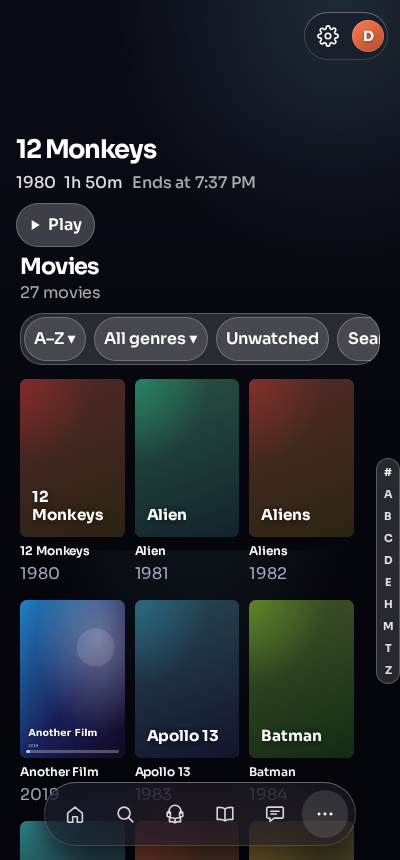 D
12 Monkeys
1980 1h 50m Ends at 7:37 PM
Play
Movies
27 movies
A–Z ▾ All genres ▾ Unwatched Sear
12
Monkeys
Alien
Aliens
12 Monkeys
1980
Alien
1981
Aliens
1982
Another Film
2019
Apollo 13
Batman
Another Film
2019
Apollo 13
1983
Batman
1984
#
A
B
C
D
E
H
M
T
Z